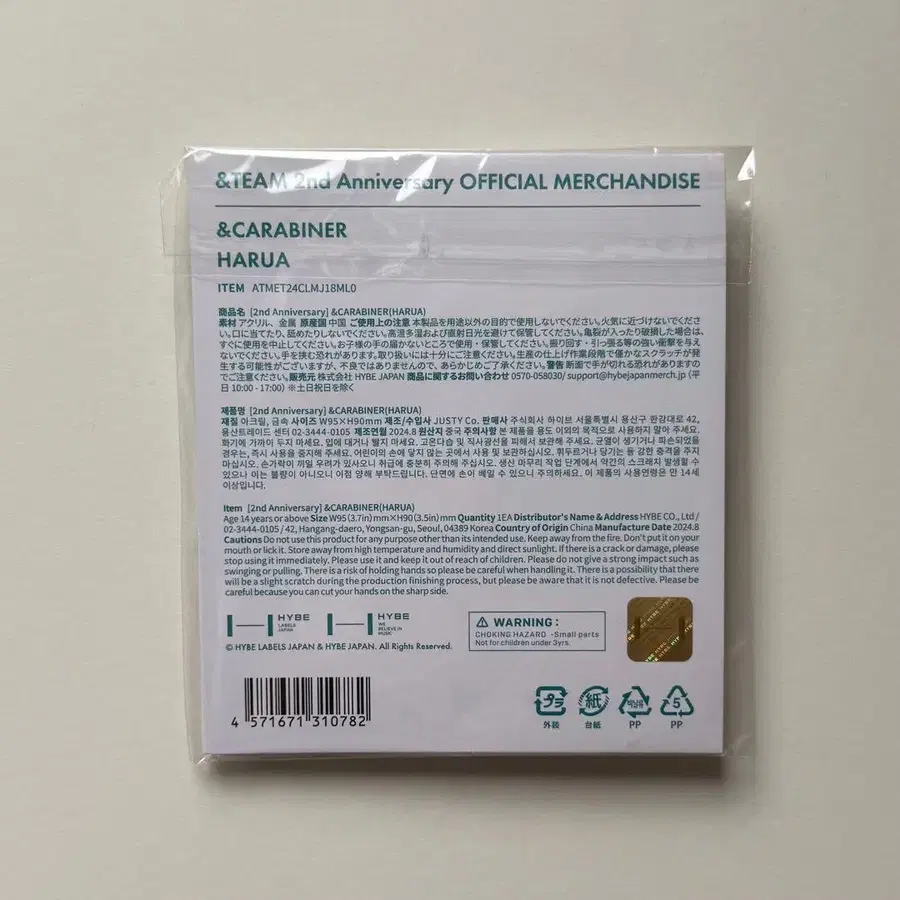 &TEAM 2nd Anniversary OFFICIAL MERCHANDISE
&CARABINER
HARUA
ITEM ATMET24CLMJ18ML0
商品名 [2nd Anniversary] &CARABINER(HARUA)
素材 アクリル、金属 原産国 中国 ご使用上の注意 本製品を用途以外の目的で使用しないでください。火気に近づけないでくださ
い。口に当てたり、舐めたりしないでください。高温多湿および直射日光を避けて保管してください。亀裂が入ったり破損した場合は、
すぐに使用を中止してください。お子様の手の届かないところで使用・保管してください。振り回す・引っ張る等の強い衝撃を与え
ないでください。手を挟む恐れがあります。取り扱いには十分にご注意ください。生産の仕上げ作業段階で僅かなスクラッチが発
生する可能性がございますが、不良ではありませんので、あらかじめご了承ください。警告 断面で手が切れる恐れがありますの
でご注意ください。販売元 株式会社 HYBE JAPAN 商品に関するお問い合わせ 0570-058030/ support@hybejapanmerch.jp (平
日 10:00 - 17:00) ※土日祝日を除く
제품명 [2nd Anniversary] &CARABINER(HARUA)
재질 아크릴, 금속 사이즈 W95×H90mm 제조/수입사 JUSTY Co. 판매사 주식회사 하이브 서울특별시 용산구 한강대로 42,
용산트레이드 센터 02-3444-0105 제조연월 2024.8 원산지 중국 주의사항 본 제품을 용도 이외의 목적으로 사용하지 말아 주세요.
화기에 가까이 두지 마세요. 입에 대거나 빨지 마세요. 고온다습 및 직사광선을 피해서 보관해 주세요. 균열이 생기거나 파손되었을
경우는, 즉시 사용을 중지해 주세요. 어린이의 손에 닿지 않는 곳에서 사용 및 보관하십시오. 휘두르거나 당기는 등 강한 충격을 주지
마십시오. 손가락이 끼일 우려가 있사오니 취급에 충분히 주의해 주십시오. 생산 마무리 작업 단계에서 약간의 스크래치 발생할 수
있으나 이는 불량이 아니오니 이점 양해 부탁드립니다. 단면에 손이 베일 수 있으니 주의하세요. 이 제품의 사용연령은 만 14세
이상입니다.
Item [2nd Anniversary] &CARABINER(HARUA)
Age 14 years or above Size W95 (3.7in) mm×H90 (3.5in) mm Quantity 1EA Distributor's Name & Address HYBE CO., Ltd /
02-3444-0105 / 42, Hangang-daero, Yongsan-gu, Seoul, 04389 Korea Country of Origin China Manufacture Date 2024.8
Cautions Do not use this product for any purpose other than its intended use. Keep away from the fire. Don't put it on your
mouth or lick it. Store away from high temperature and humidity and direct sunlight. If there is a crack or damage, please
stop using it immediately. Please use it and keep it out of reach of children. Please do not give a strong impact such as
swinging or pulling. There is a risk of holding hands so please be careful when handling it. There is a possibility that there
will be a slight scratch during the production finishing process, but please be aware that it is not defective. Please be
careful because you can cut your hands on the sharp side.
HYBE LABELS JAPAN
HYBE WE BELIEVE IN MUSIC
WARNING :
CHOKING HAZARD -Small parts
Not for children under 3yrs.
© HYBE LABELS JAPAN & HYBE JAPAN. All Rights Reserved.
4 571671 310782
プラ 紙 5
外装 台紙 PP PP